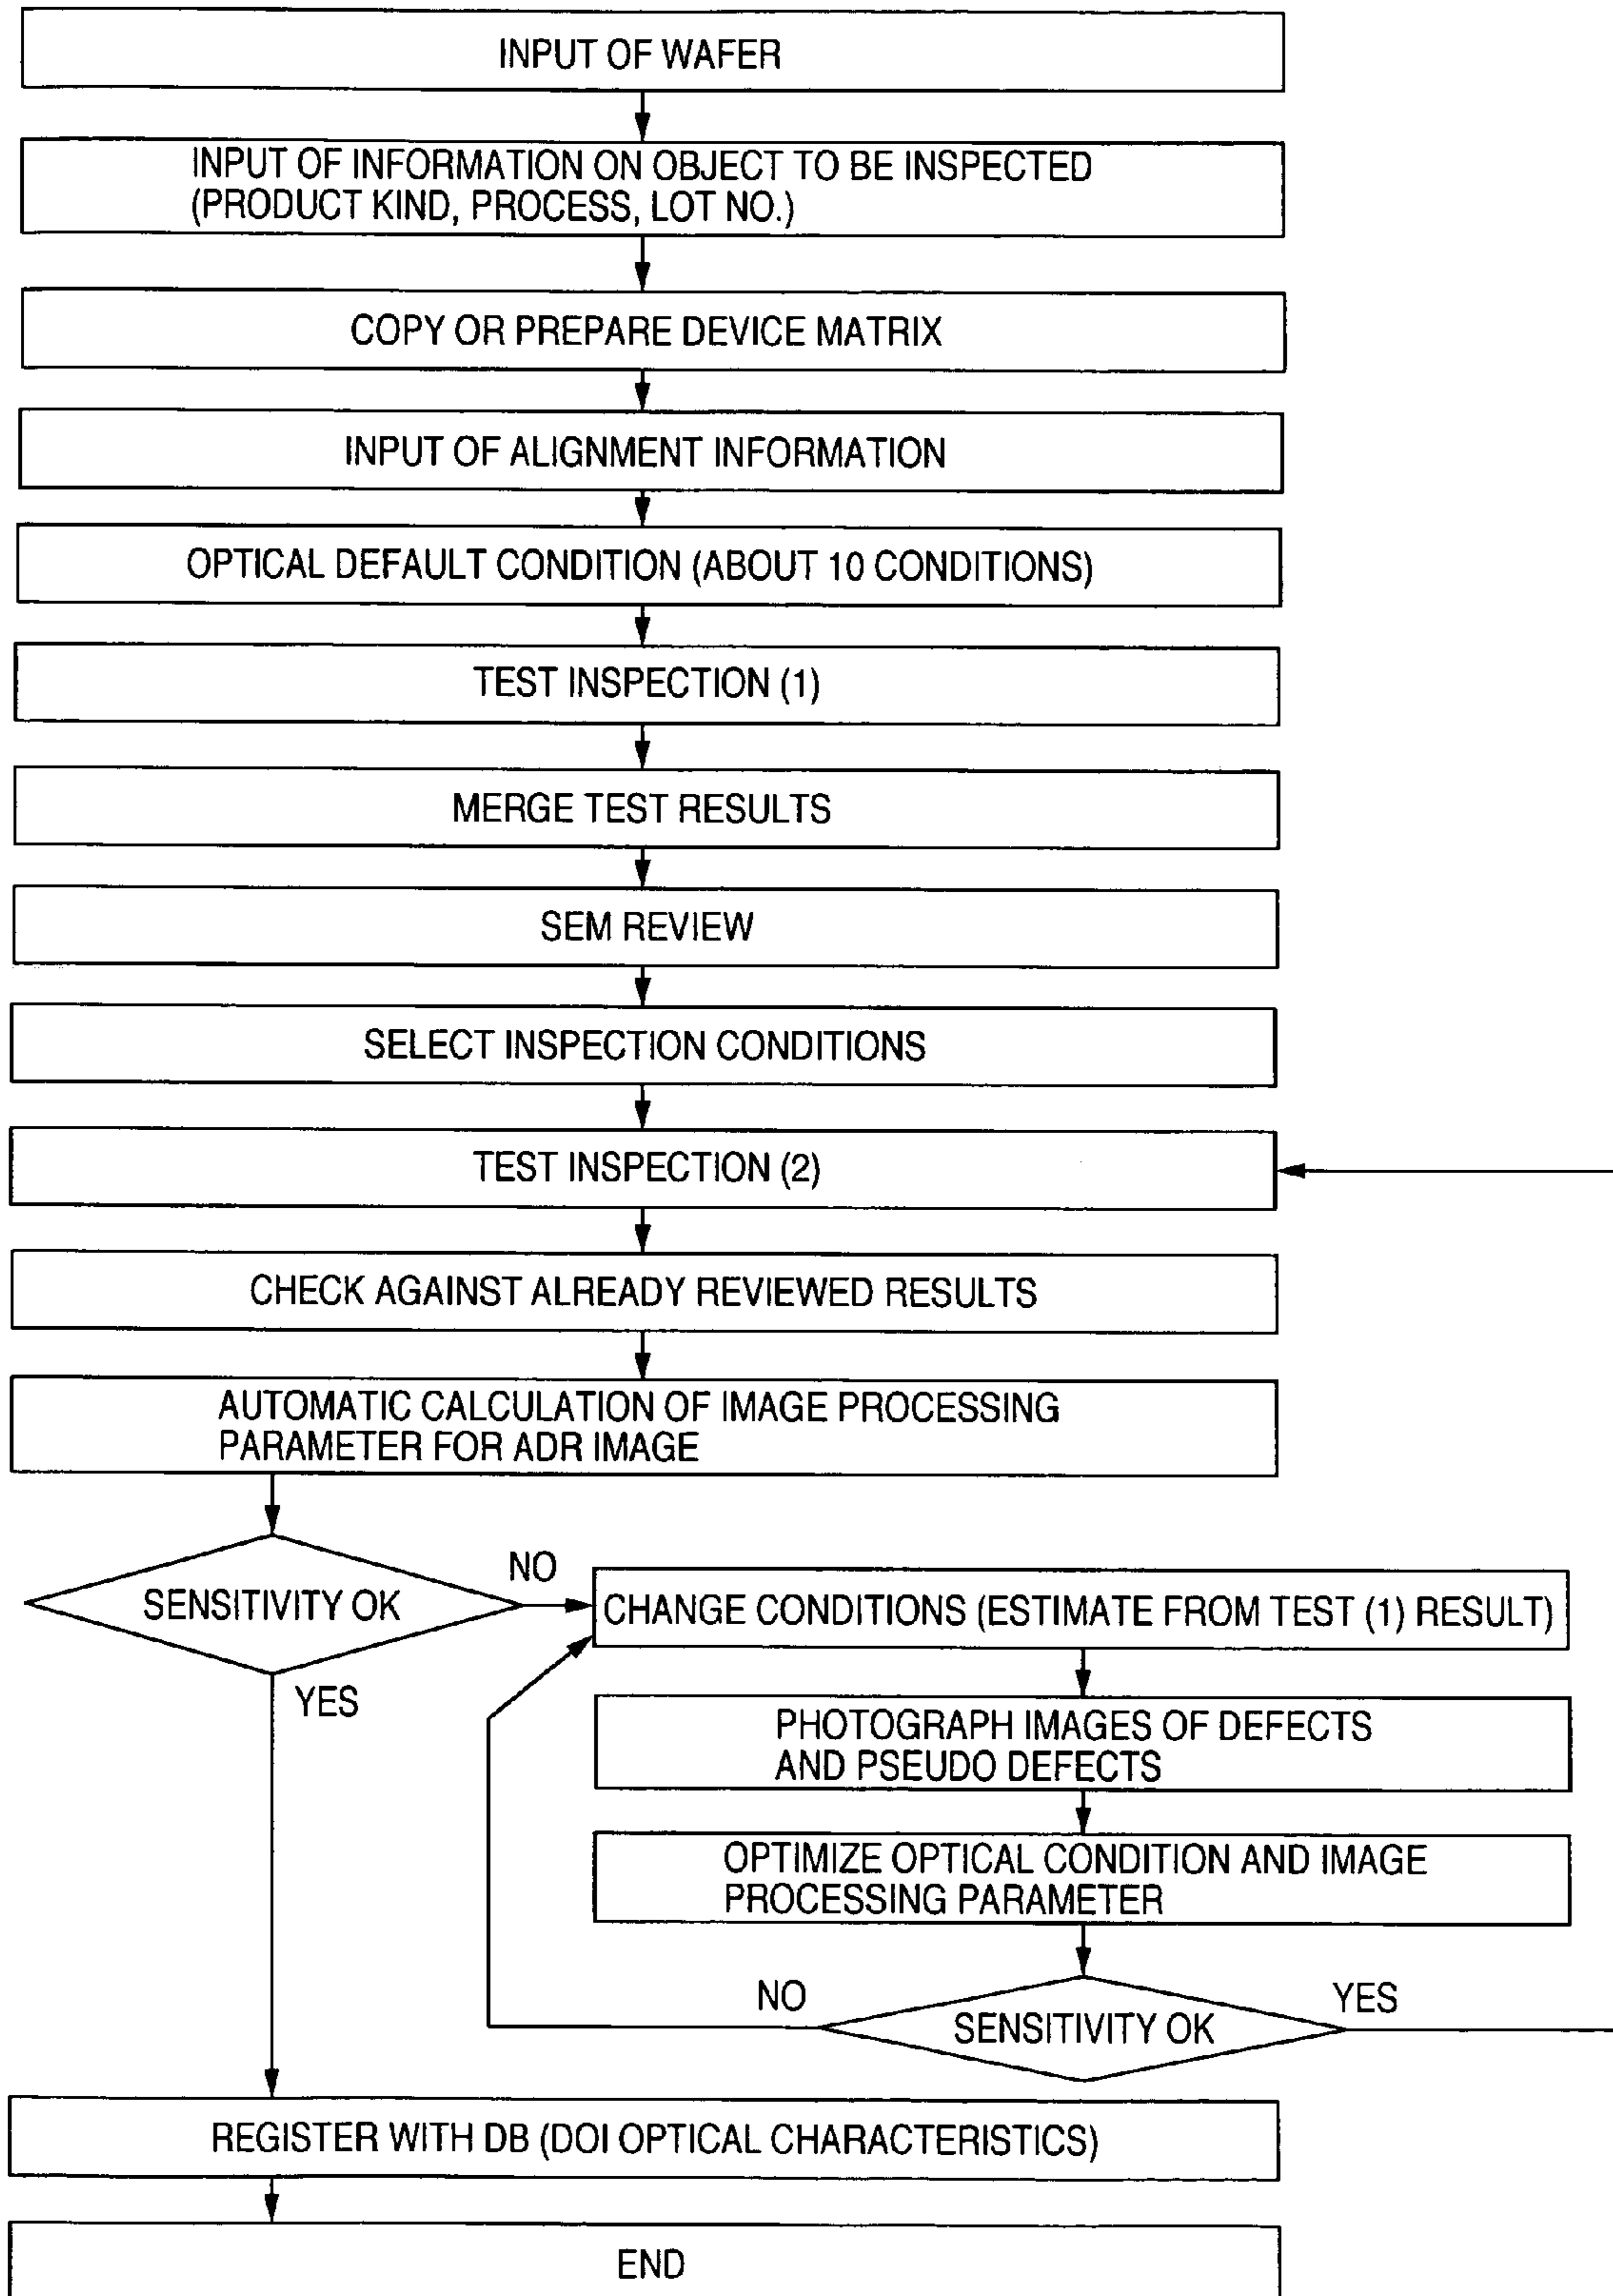 INPUT OF WAFER
INPUT OF INFORMATION ON OBJECT TO BE INSPECTED
(PRODUCT KIND, PROCESS, LOT NO.)
COPY OR PREPARE DEVICE MATRIX
INPUT OF ALIGNMENT INFORMATION
OPTICAL DEFAULT CONDITION (ABOUT 10 CONDITIONS)
TEST INSPECTION (1)
MERGE TEST RESULTS
SEM REVIEW
SELECT INSPECTION CONDITIONS
TEST INSPECTION (2)
CHECK AGAINST ALREADY REVIEWED RESULTS
AUTOMATIC CALCULATION OF IMAGE PROCESSING
PARAMETER FOR ADR IMAGE
SENSITIVITY OK
NO
YES
CHANGE CONDITIONS (ESTIMATE FROM TEST (1) RESULT)
PHOTOGRAPH IMAGES OF DEFECTS
AND PSEUDO DEFECTS
OPTIMIZE OPTICAL CONDITION AND IMAGE
PROCESSING PARAMETER
NO
SENSITIVITY OK
YES
REGISTER WITH DB (DOI OPTICAL CHARACTERISTICS)
END